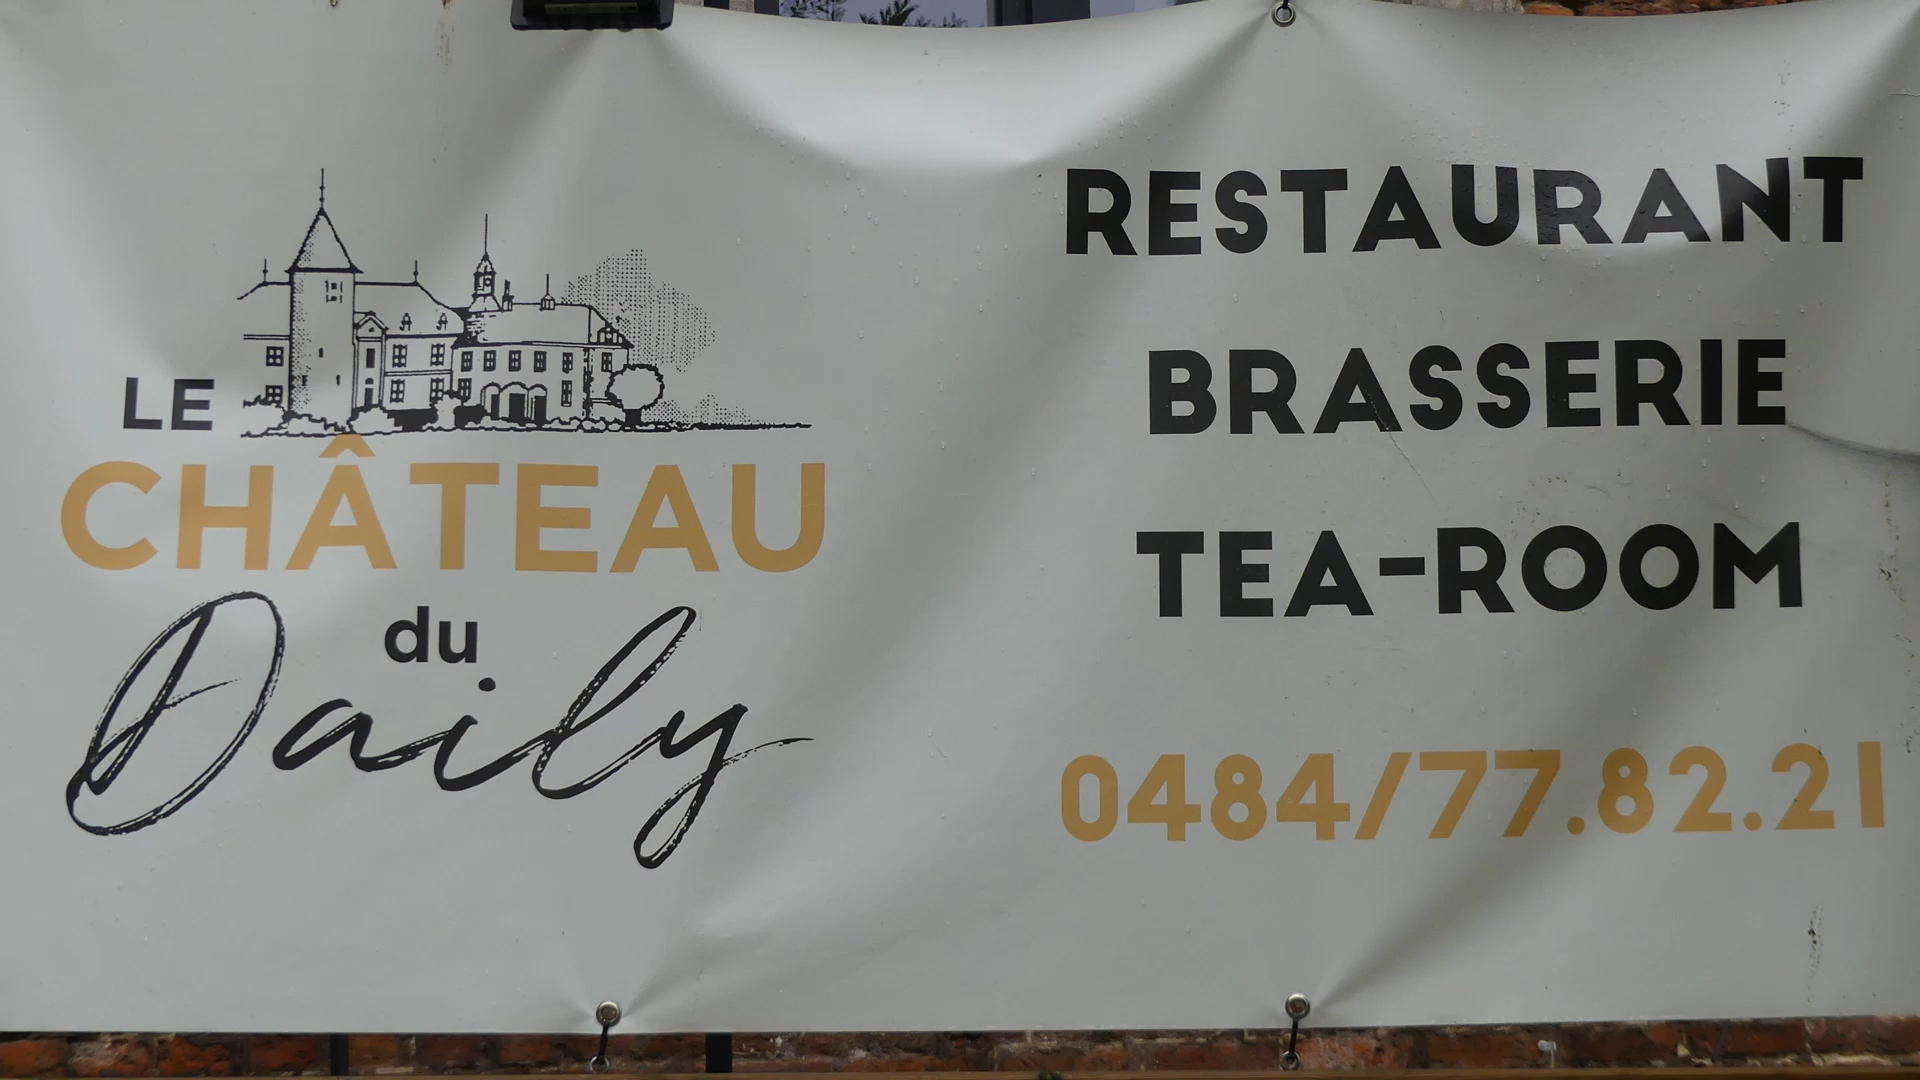 LE
CHÂTEAU
du
Daily
RESTAURANT
BRASSERIE
TEA-ROOM
0484/77.82.21